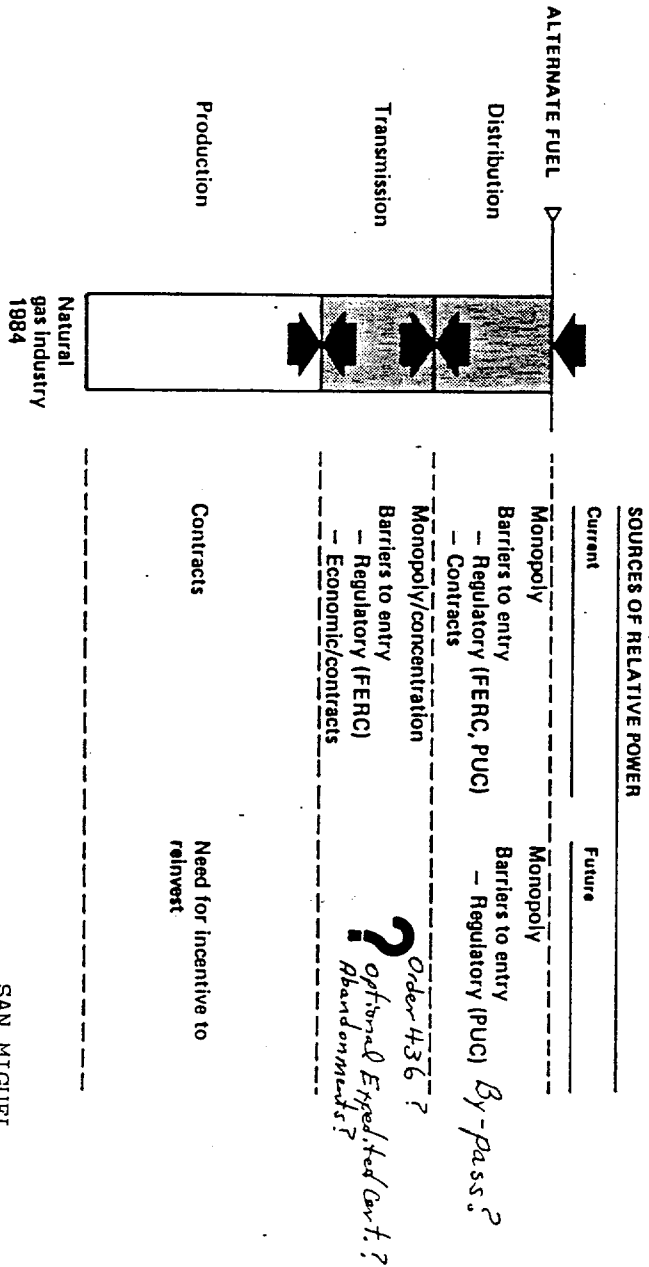 SOURCES OF RELATIVE POWER
Current
Future
ALTERNATE FUEL
Distribution
Monopoly
Barriers to entry
— Regulatory (FERC, PUC)
— Contracts
Monopoly
Barriers to entry
— Regulatory (PUC) By-pass?
Transmission
Monopoly/concentration
Barriers to entry
— Regulatory (FERC)
— Economic/contracts
?
Order 436 ?
Optional Expedited Cert.?
Abandonments?
Production
Contracts
Need for incentive to
reinvest
Natural
gas industry
1984
SAN MIGUEL